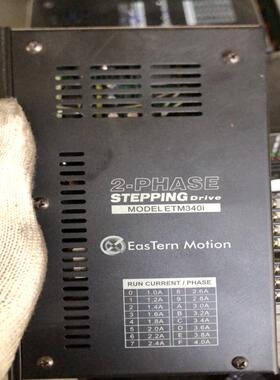 2-PHASE
STEPPING Drive
MODEL ETM340i
EasTern Motion
RUN CURRENT / PHASE
0 1.0A 8 2.6A
1 1.2A 9 2.8A
2 1.4A A 3.0A
3 1.6A B 3.2A
4 1.8A C 3.4A
5 2.0A D 3.6A
6 2.2A E 3.8A
7 2.4A F 4.0A